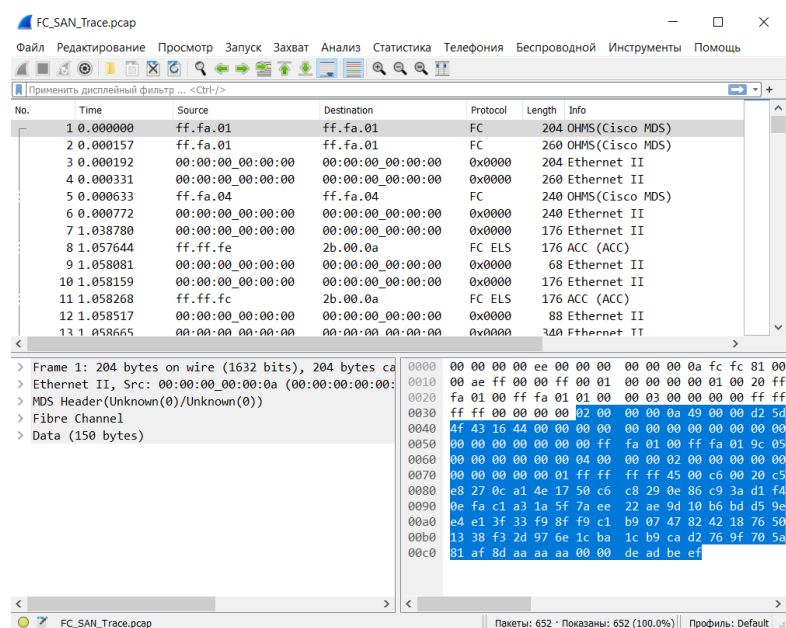 FC_SAN_Trace.pcap
Файл Редактирование Просмотр Запуск Захват Анализ Статистика Телефония Беспроводной Инструменты Помощь
Применить дисплейный фильтр ... <Ctrl-/>
No. Time Source Destination Protocol Length Info
1 0.000000 ff.fa.01 ff.fa.01 FC 204 OHMS(Cisco MDS)
2 0.000157 ff.fa.01 ff.fa.01 FC 260 OHMS(Cisco MDS)
3 0.000192 00:00:00_00:00:00 00:00:00_00:00:00 0x0000 204 Ethernet II
4 0.000331 00:00:00_00:00:00 00:00:00_00:00:00 0x0000 260 Ethernet II
5 0.000633 ff.fa.04 ff.fa.04 FC 240 OHMS(Cisco MDS)
6 0.000772 00:00:00_00:00:00 00:00:00_00:00:00 0x0000 240 Ethernet II
7 1.038780 00:00:00_00:00:00 00:00:00_00:00:00 0x0000 176 Ethernet II
8 1.057644 ff.ff.fe 2b.00.0a FC ELS 176 ACC (ACC)
9 1.058081 00:00:00_00:00:00 00:00:00_00:00:00 0x0000 68 Ethernet II
10 1.058159 00:00:00_00:00:00 00:00:00_00:00:00 0x0000 176 Ethernet II
11 1.058268 ff.ff.fc 2b.00.0a FC ELS 176 ACC (ACC)
12 1.058517 00:00:00_00:00:00 00:00:00_00:00:00 0x0000 88 Ethernet II
13 1.058665 00:00:00_00:00:00 00:00:00_00:00:00 0x0000 340 Ethernet II
Frame 1: 204 bytes on wire (1632 bits), 204 bytes ca
Ethernet II, Src: 00:00:00_00:00:0a (00:00:00:00:00:
MDS Header(Unknown(0)/Unknown(0))
Fibre Channel
Data (150 bytes)
0000 00 00 00 00 ee 00 00 00 00 00 00 0a fc fc 81 00
0010 00 ae ff 00 00 ff 00 01 00 00 00 00 01 00 20 ff
0020 fa 01 00 ff fa 01 01 00 00 03 00 00 00 00 ff ff
0030 ff ff 00 00 00 00 02 00 00 00 0a 49 00 00 d2 5d
0040 4f 43 16 44 00 00 00 00 00 00 00 00 00 00 00 00
0050 00 00 00 00 00 00 00 ff fa 01 00 ff fa 01 9c 05
0060 00 00 00 00 00 00 04 00 00 00 02 00 00 00 00 00
0070 00 00 00 00 00 01 ff ff ff ff 45 00 c6 00 20 c5
0080 e8 27 0c a1 4e 17 50 c6 c8 29 0e 86 c9 3a d1 f4
0090 0e fa c1 a3 1a 5f 7a ee 22 ae 9d 10 b6 bd d5 9e
00a0 e4 e1 3f 33 f9 8f f9 c1 b9 07 47 82 42 18 76 50
00b0 13 38 f3 2d 97 6e 1c ba 1c b9 ca d2 76 9f 70 5a
00c0 81 af 8d aa aa aa 00 00 de ad be ef
FC_SAN_Trace.pcap Пакеты: 652 · Показаны: 652 (100.0%) Профиль: Default